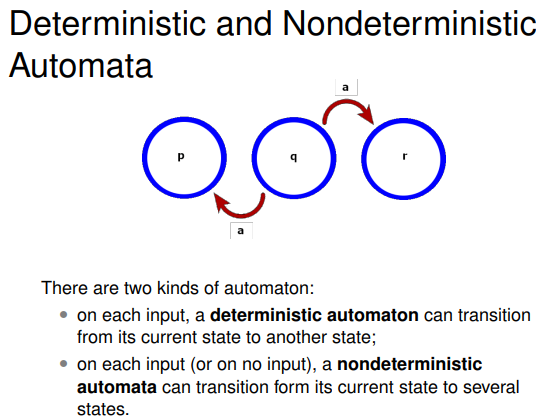 Deterministic and Nondeterministic
Automata
a
p
q
r
a
There are two kinds of automaton:
• on each input, a deterministic automaton can transition
from its current state to another state;
• on each input (or on no input), a nondeterministic
automata can transition form its current state to several
states.